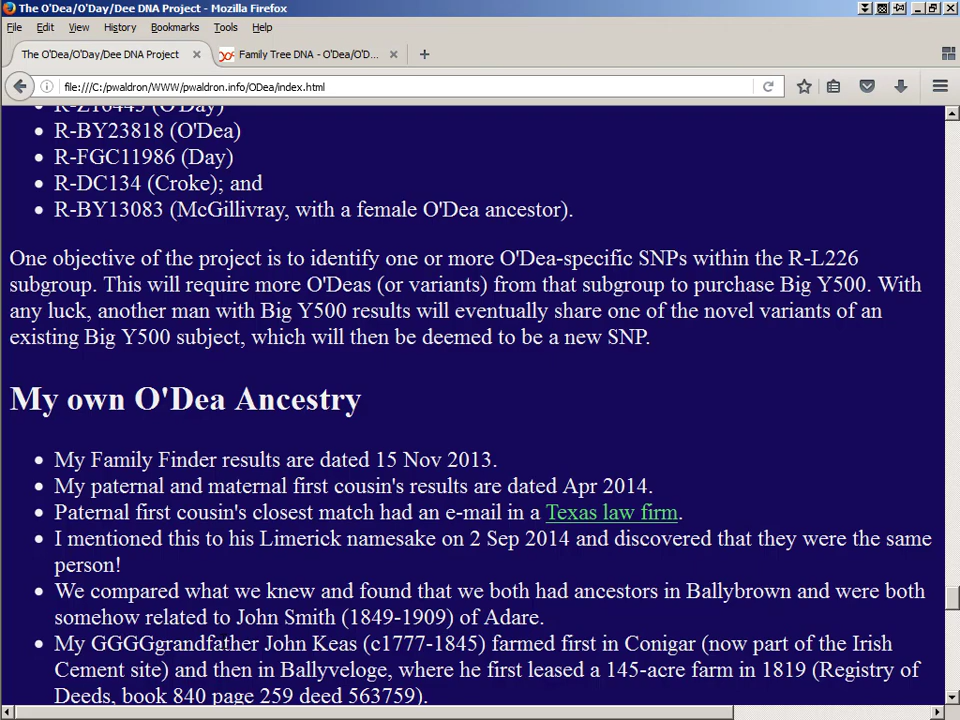 The O'Dea/O'Day/Dee DNA Project - Mozilla Firefox
File Edit View History Bookmarks Tools Help
The O'Dea/O'Day/Dee DNA Project
Family Tree DNA - O'Dea/O'D...
file:///C:/pwaldron/WWW/pwaldron.info/ODea/index.html
R-Z16443 (O'Day)
• R-BY23818 (O'Dea)
• R-FGC11986 (Day)
• R-DC134 (Croke); and
• R-BY13083 (McGillivray, with a female O'Dea ancestor).
One objective of the project is to identify one or more O'Dea-specific SNPs within the R-L226
subgroup. This will require more O'Deas (or variants) from that subgroup to purchase Big Y500. With
any luck, another man with Big Y500 results will eventually share one of the novel variants of an
existing Big Y500 subject, which will then be deemed to be a new SNP.
My own O'Dea Ancestry
• My Family Finder results are dated 15 Nov 2013.
• My paternal and maternal first cousin's results are dated Apr 2014.
• Paternal first cousin's closest match had an e-mail in a Texas law firm.
• I mentioned this to his Limerick namesake on 2 Sep 2014 and discovered that they were the same
person!
• We compared what we knew and found that we both had ancestors in Ballybrown and were both
somehow related to John Smith (1849-1909) of Adare.
• My GGGGgrandfather John Keas (c1777-1845) farmed first in Conigar (now part of the Irish
Cement site) and then in Ballyveloge, where he first leased a 145-acre farm in 1819 (Registry of
Deeds, book 840 page 259 deed 563759).